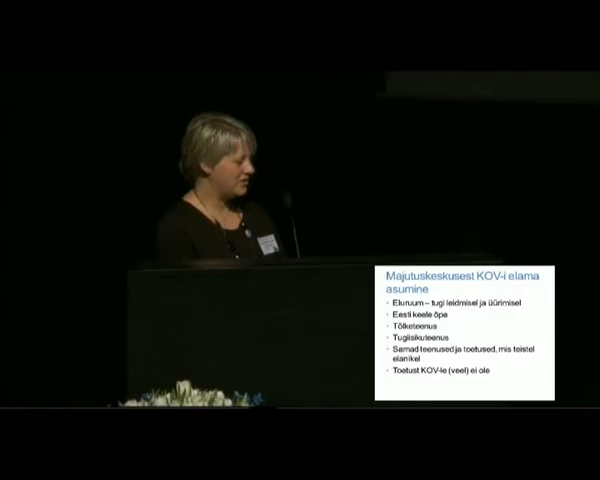 Majutuskeskusest KOV-i elama
asumine
Eluruum – tugi leidmisel ja üürimisel
Eesti keele õpe
Tõlketeenus
Tugiisikuteenus
Samad teenused ja toetused, mis teistel
elanikel
Toetust KOV-le (veel) ei ole